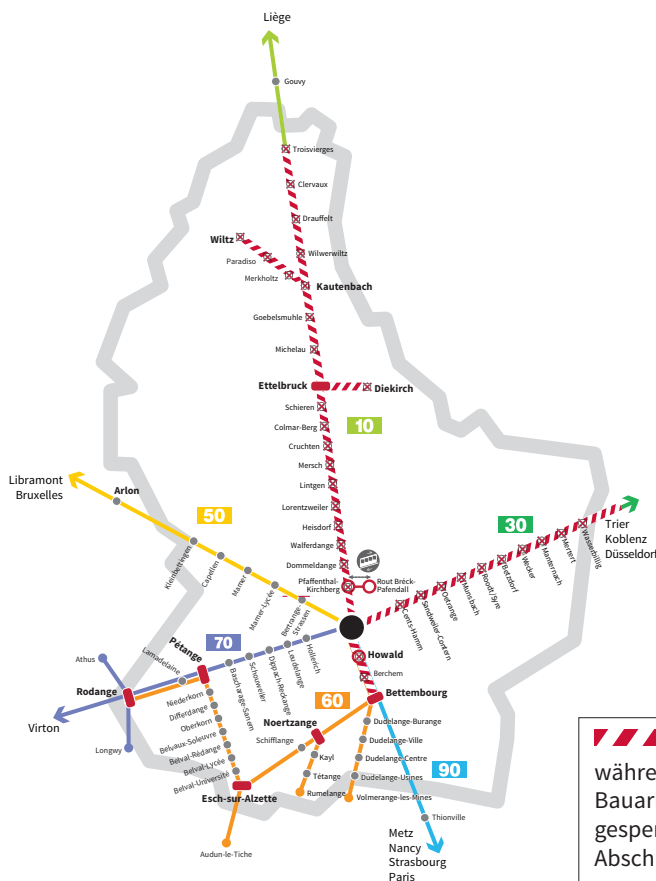 Liège
Gouvy
Troisvierges
Clervaux
Drauffelt
Wiltz
Wilwerwiltz
Paradiso
Merkholtz
Kautenbach
Goebelsmuhle
Michelau
Ettelbruck
Diekirch
Schieren
10
Colmar-Berg
Cruchten
Mersch
Lintgen
Lorentzweiler
Heisdorf
Walferdange
Dommeldange
Pfaffenthal-
Kirchberg
Rout Bréck-
Pafendall
Libramont
Bruxelles
Arlon
50
Kleinbettingen
Capellen
Mamer
Mamer-Lycée
Bertrange-
Strassen
30
Trier
Koblenz
Düsseldorf
Cents-Hamm
Sandweiler-Contern
Oetrange
Munsbach
Roodt/Syre
Betzdorf
Wecker
Manternach
Mertert
Wasserbillig
70
Athus
Lamadelaine
Pétange
Rodange
Virton
Longwy
Bascharage-Sanem
Schouweiler
Dippach-Reckange
Leudelange
Hollerich
Howald
Berchem
Bettembourg
60
Niederkorn
Differdange
Oberkorn
Belvaux-Soleuvre
Belval-Rédange
Belval-Lycée
Belval-Université
Esch-sur-Alzette
Audun-le-Tiche
Noertzange
Schifflange
Kayl
Tétange
Rumelange
Dudelange-Burange
Dudelange-Ville
Dudelange-Centre
Dudelange-Usines
Volmerange-les-Mines
90
Thionville
Metz
Nancy
Strasbourg
Paris
währe
Bauar
gesper
Absch